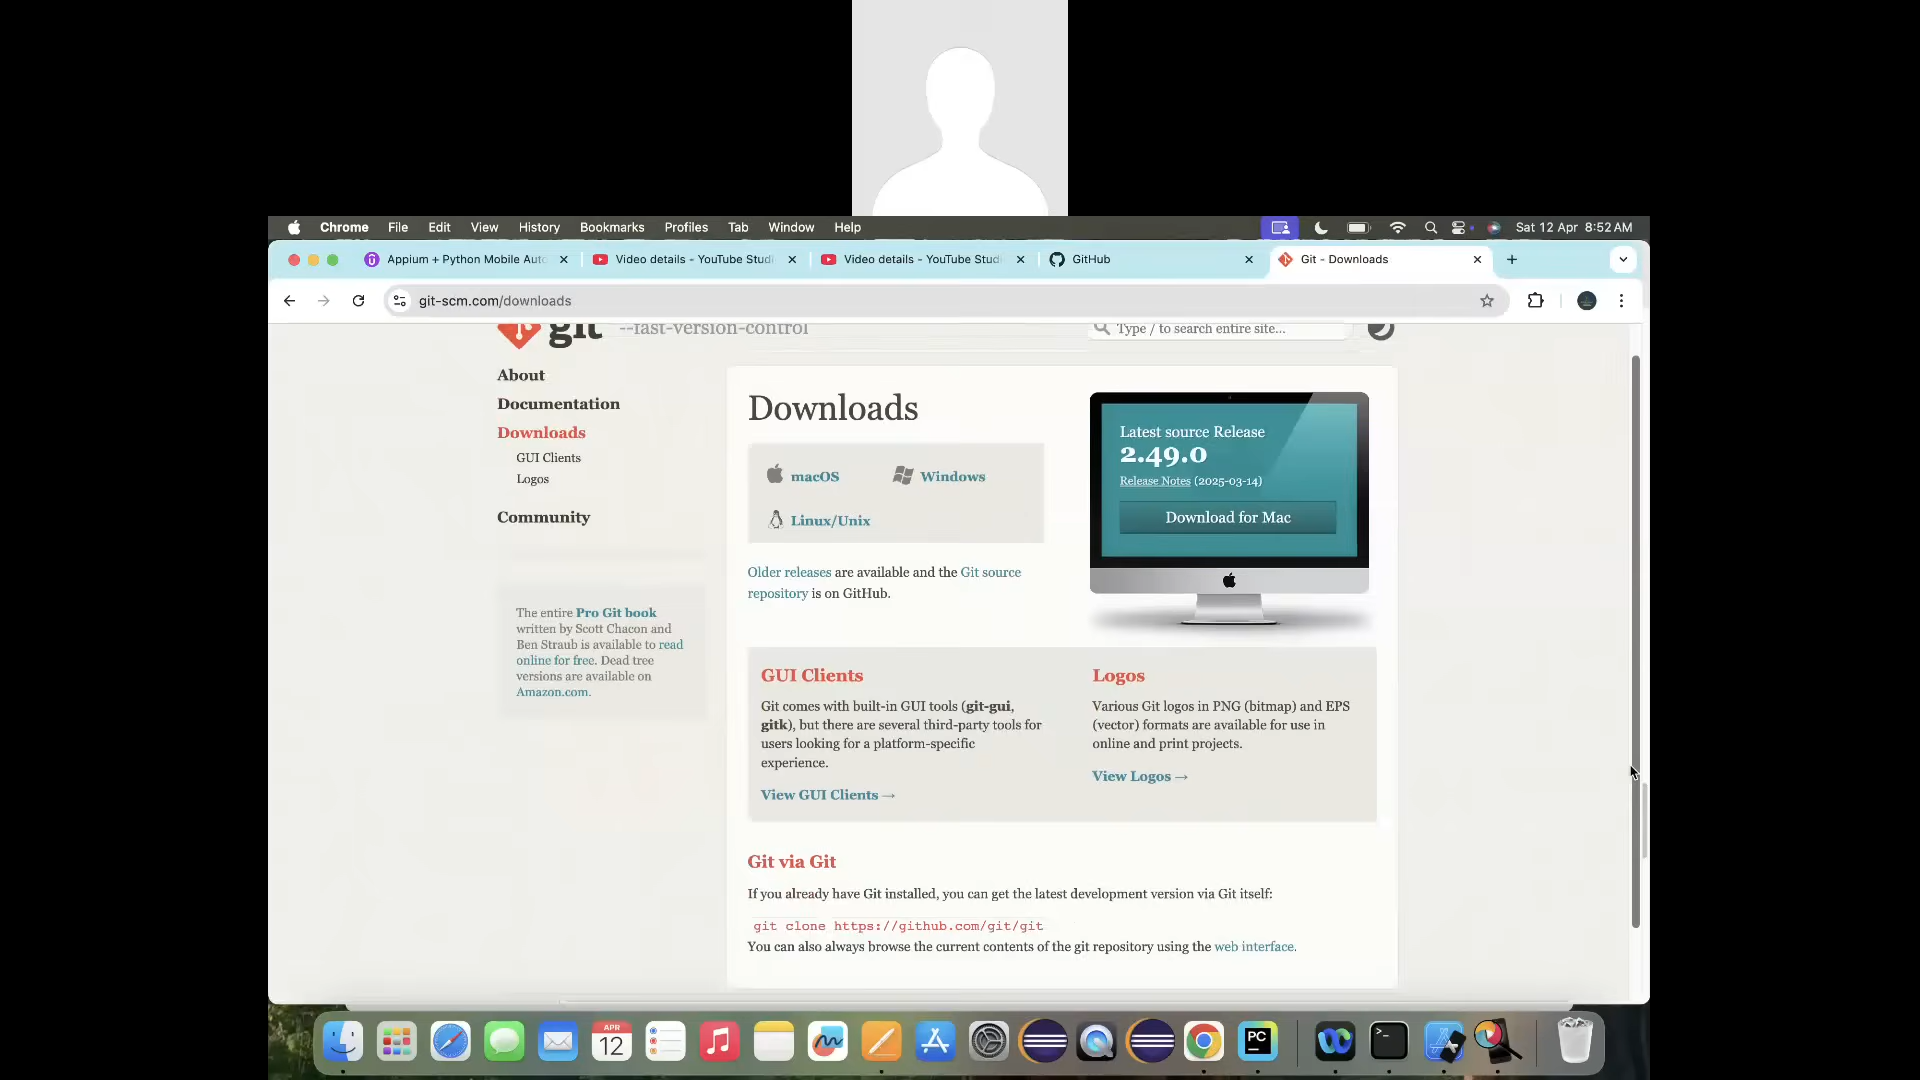 Chrome File Edit View History Bookmarks Profiles Tab Window Help Sat 12 Apr 8:52 AM
Appium + Python Mobile Auto Video details - YouTube Studi Video details - YouTube Studi GitHub Git - Downloads
git-scm.com/downloads
git --fast-version-control Type / to search entire site...
About
Documentation
Downloads
GUI Clients
Logos
Community
The entire Pro Git book
written by Scott Chacon and
Ben Straub is available to read
online for free. Dead tree
versions are available on
Amazon.com.
Downloads
macOS Windows
Linux/Unix
Older releases are available and the Git source
repository is on GitHub.
Latest source Release
2.49.0
Release Notes (2025-03-14)
Download for Mac
GUI Clients
Git comes with built-in GUI tools (git-gui,
gitk), but there are several third-party tools for
users looking for a platform-specific
experience.
View GUI Clients →
Logos
Various Git logos in PNG (bitmap) and EPS
(vector) formats are available for use in
online and print projects.
View Logos →
Git via Git
If you already have Git installed, you can get the latest development version via Git itself:
git clone https://github.com/git/git
You can also always browse the current contents of the git repository using the web interface.
APR
12
PC